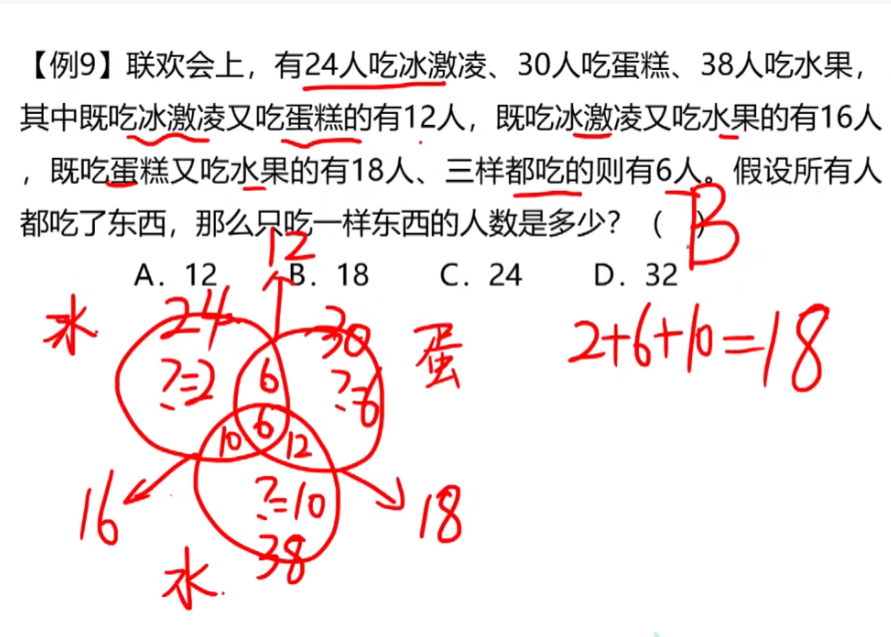 【例9】联欢会上，有24人吃冰激凌、30人吃蛋糕、38人吃水果，
其中既吃冰激凌又吃蛋糕的有12人，既吃冰激凌又吃水果的有16人
，既吃蛋糕又吃水果的有18人、三样都吃的则有6人。假设所有人
都吃了东西，那么只吃一样东西的人数是多少？（ B ）
A．12 B．18 C．24 D．32
12
水 24 30 蛋 2+6+10=18
?=2 6 ?=6
10 6 12
16 ?=10 18
38
水